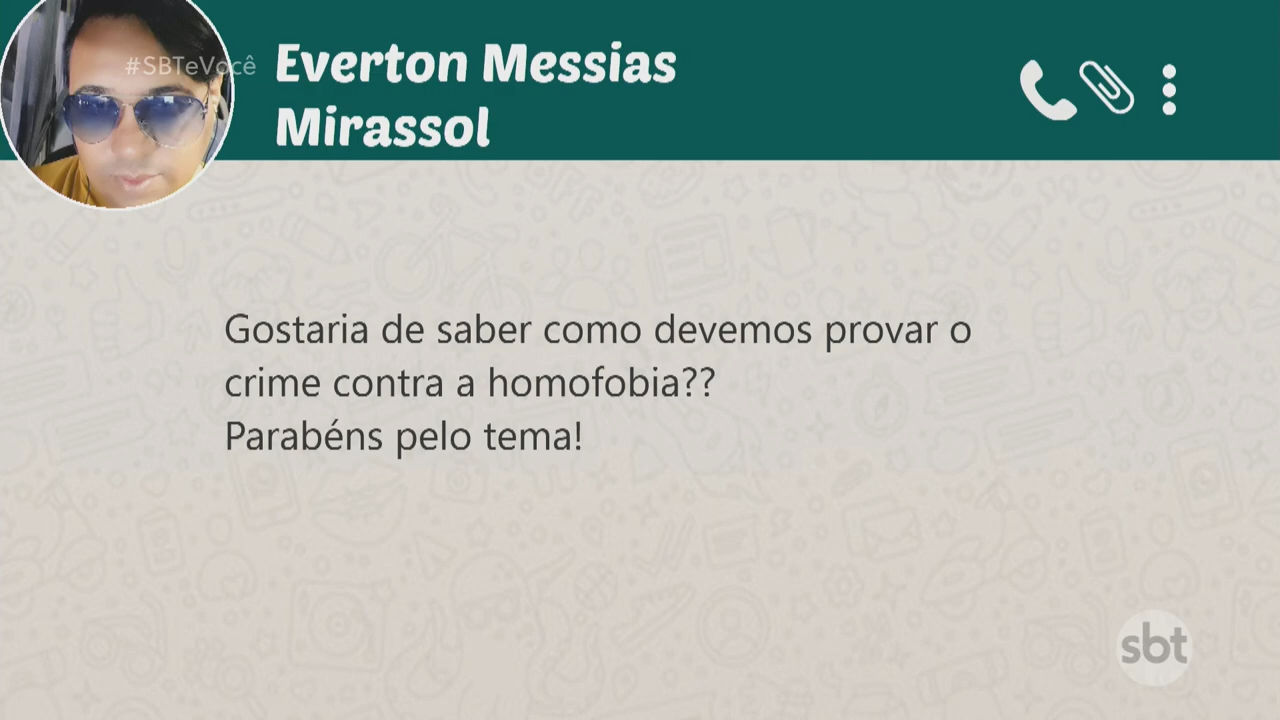 #SBTeVocê
Everton Messias
Mirassol
Gostaria de saber como devemos provar o
crime contra a homofobia??
Parabéns pelo tema!
sbt